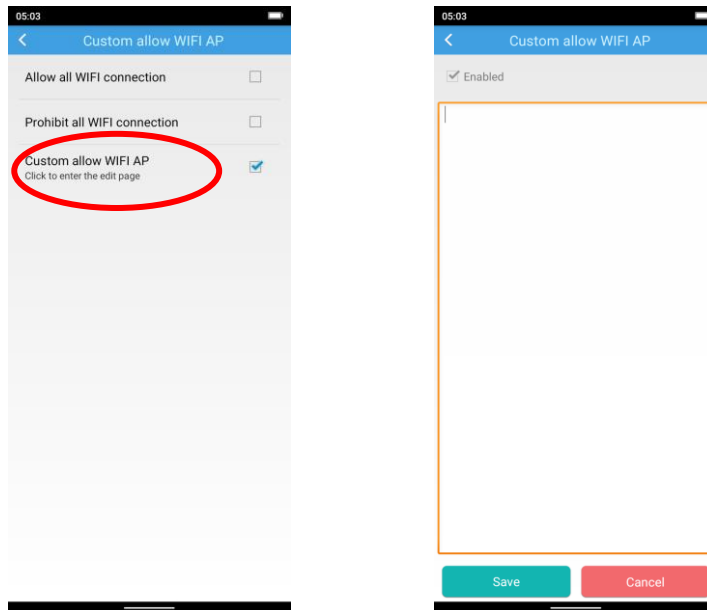 05:03
Custom allow WIFI AP
Allow all WIFI connection
Prohibit all WIFI connection
Custom allow WIFI AP
Click to enter the edit page
05:03
Custom allow WIFI AP
Enabled
Save Cancel